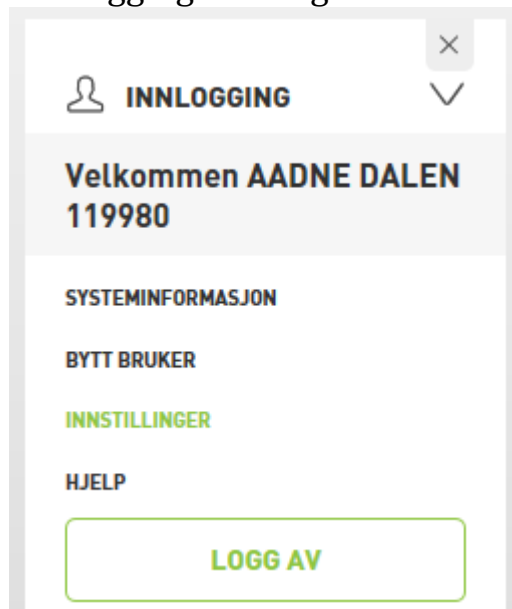 INNLOGGING
Velkommen AADNE DALEN
119980
SYSTEMINFORMASJON
BYTT BRUKER
INNSTILLINGER
HJELP
LOGG AV